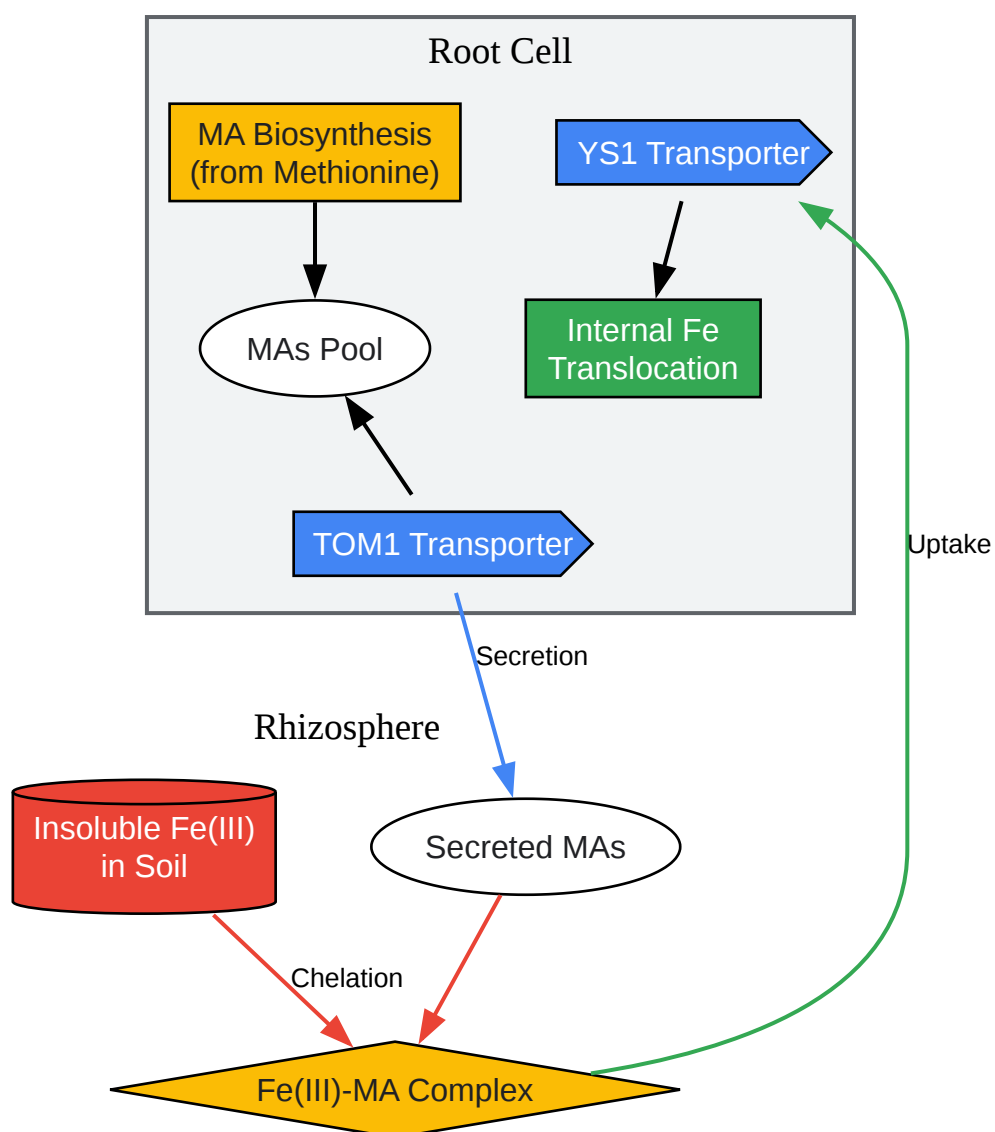 Root Cell
MA Biosynthesis
(from Methionine)
YS1 Transporter
MAs Pool
Internal Fe
Translocation
TOM1 Transporter
Uptake
Secretion
Rhizosphere
Insoluble Fe(III)
in Soil
Secreted MAs
Chelation
Fe(III)-MA Complex